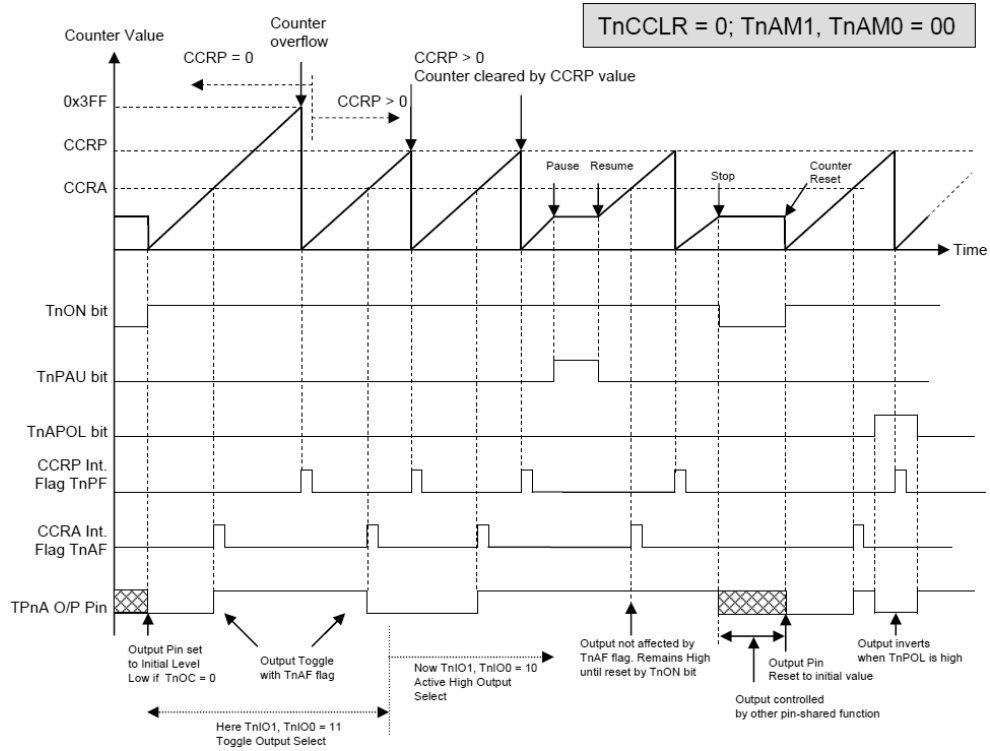 TnCCLR = 0; TnAM1, TnAM0 = 00
Counter Value
Counter
overflow
CCRP = 0
CCRP > 0
CCRP > 0
Counter cleared by CCRP value
0x3FF
CCRP
CCRA
Pause
Resume
Stop
Counter
Reset
Time
TnON bit
TnPAU bit
TnAPOL bit
CCRP Int.
Flag TnPF
CCRA Int.
Flag TnAF
TPnA O/P Pin
Output Pin set
to Initial Level
Low if TnOC = 0
Output Toggle
with TnAF flag
Now TnIO1, TnIO0 = 10
Active High Output
Select
Output not affected by
TnAF flag. Remains High
until reset by TnON bit
Output Pin
Reset to initial value
Output inverts
when TnPOL is high
Output controlled
by other pin-shared function
Here TnIO1, TnIO0 = 11
Toggle Output Select